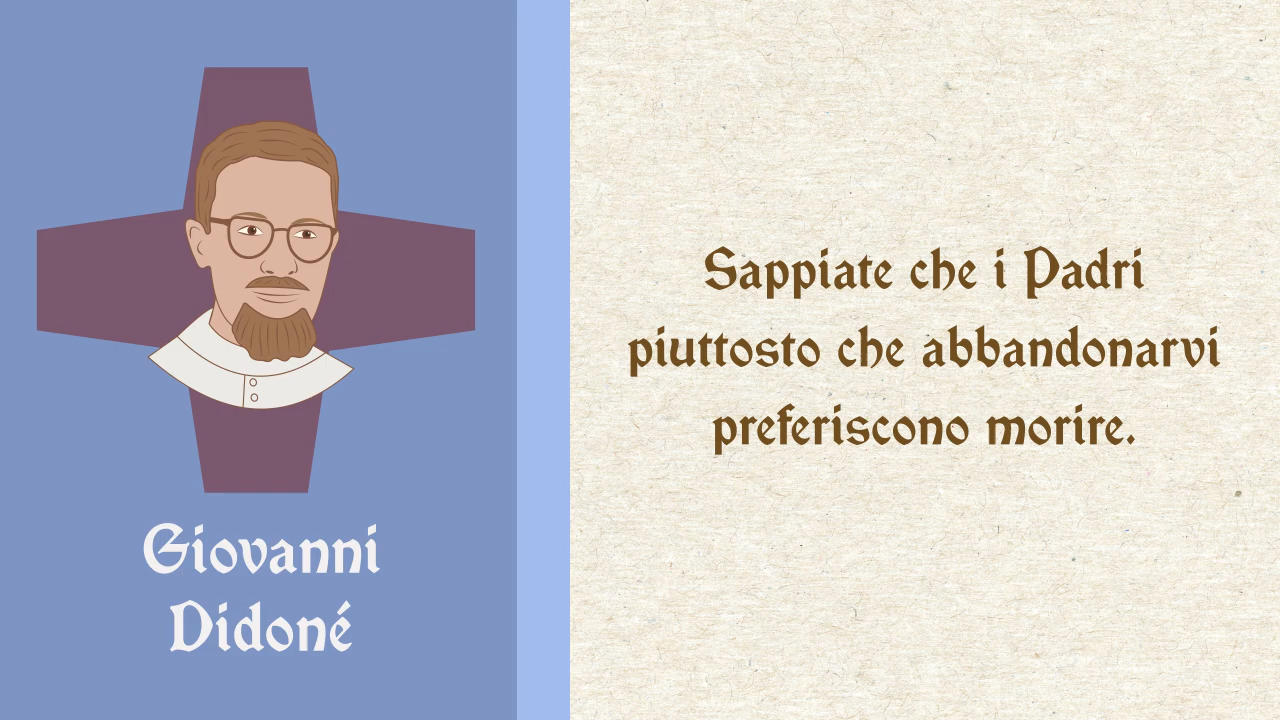 Giovanni
Didoné
Sappiate che i Padri
piuttosto che abbandonarvi
preferiscono morire.